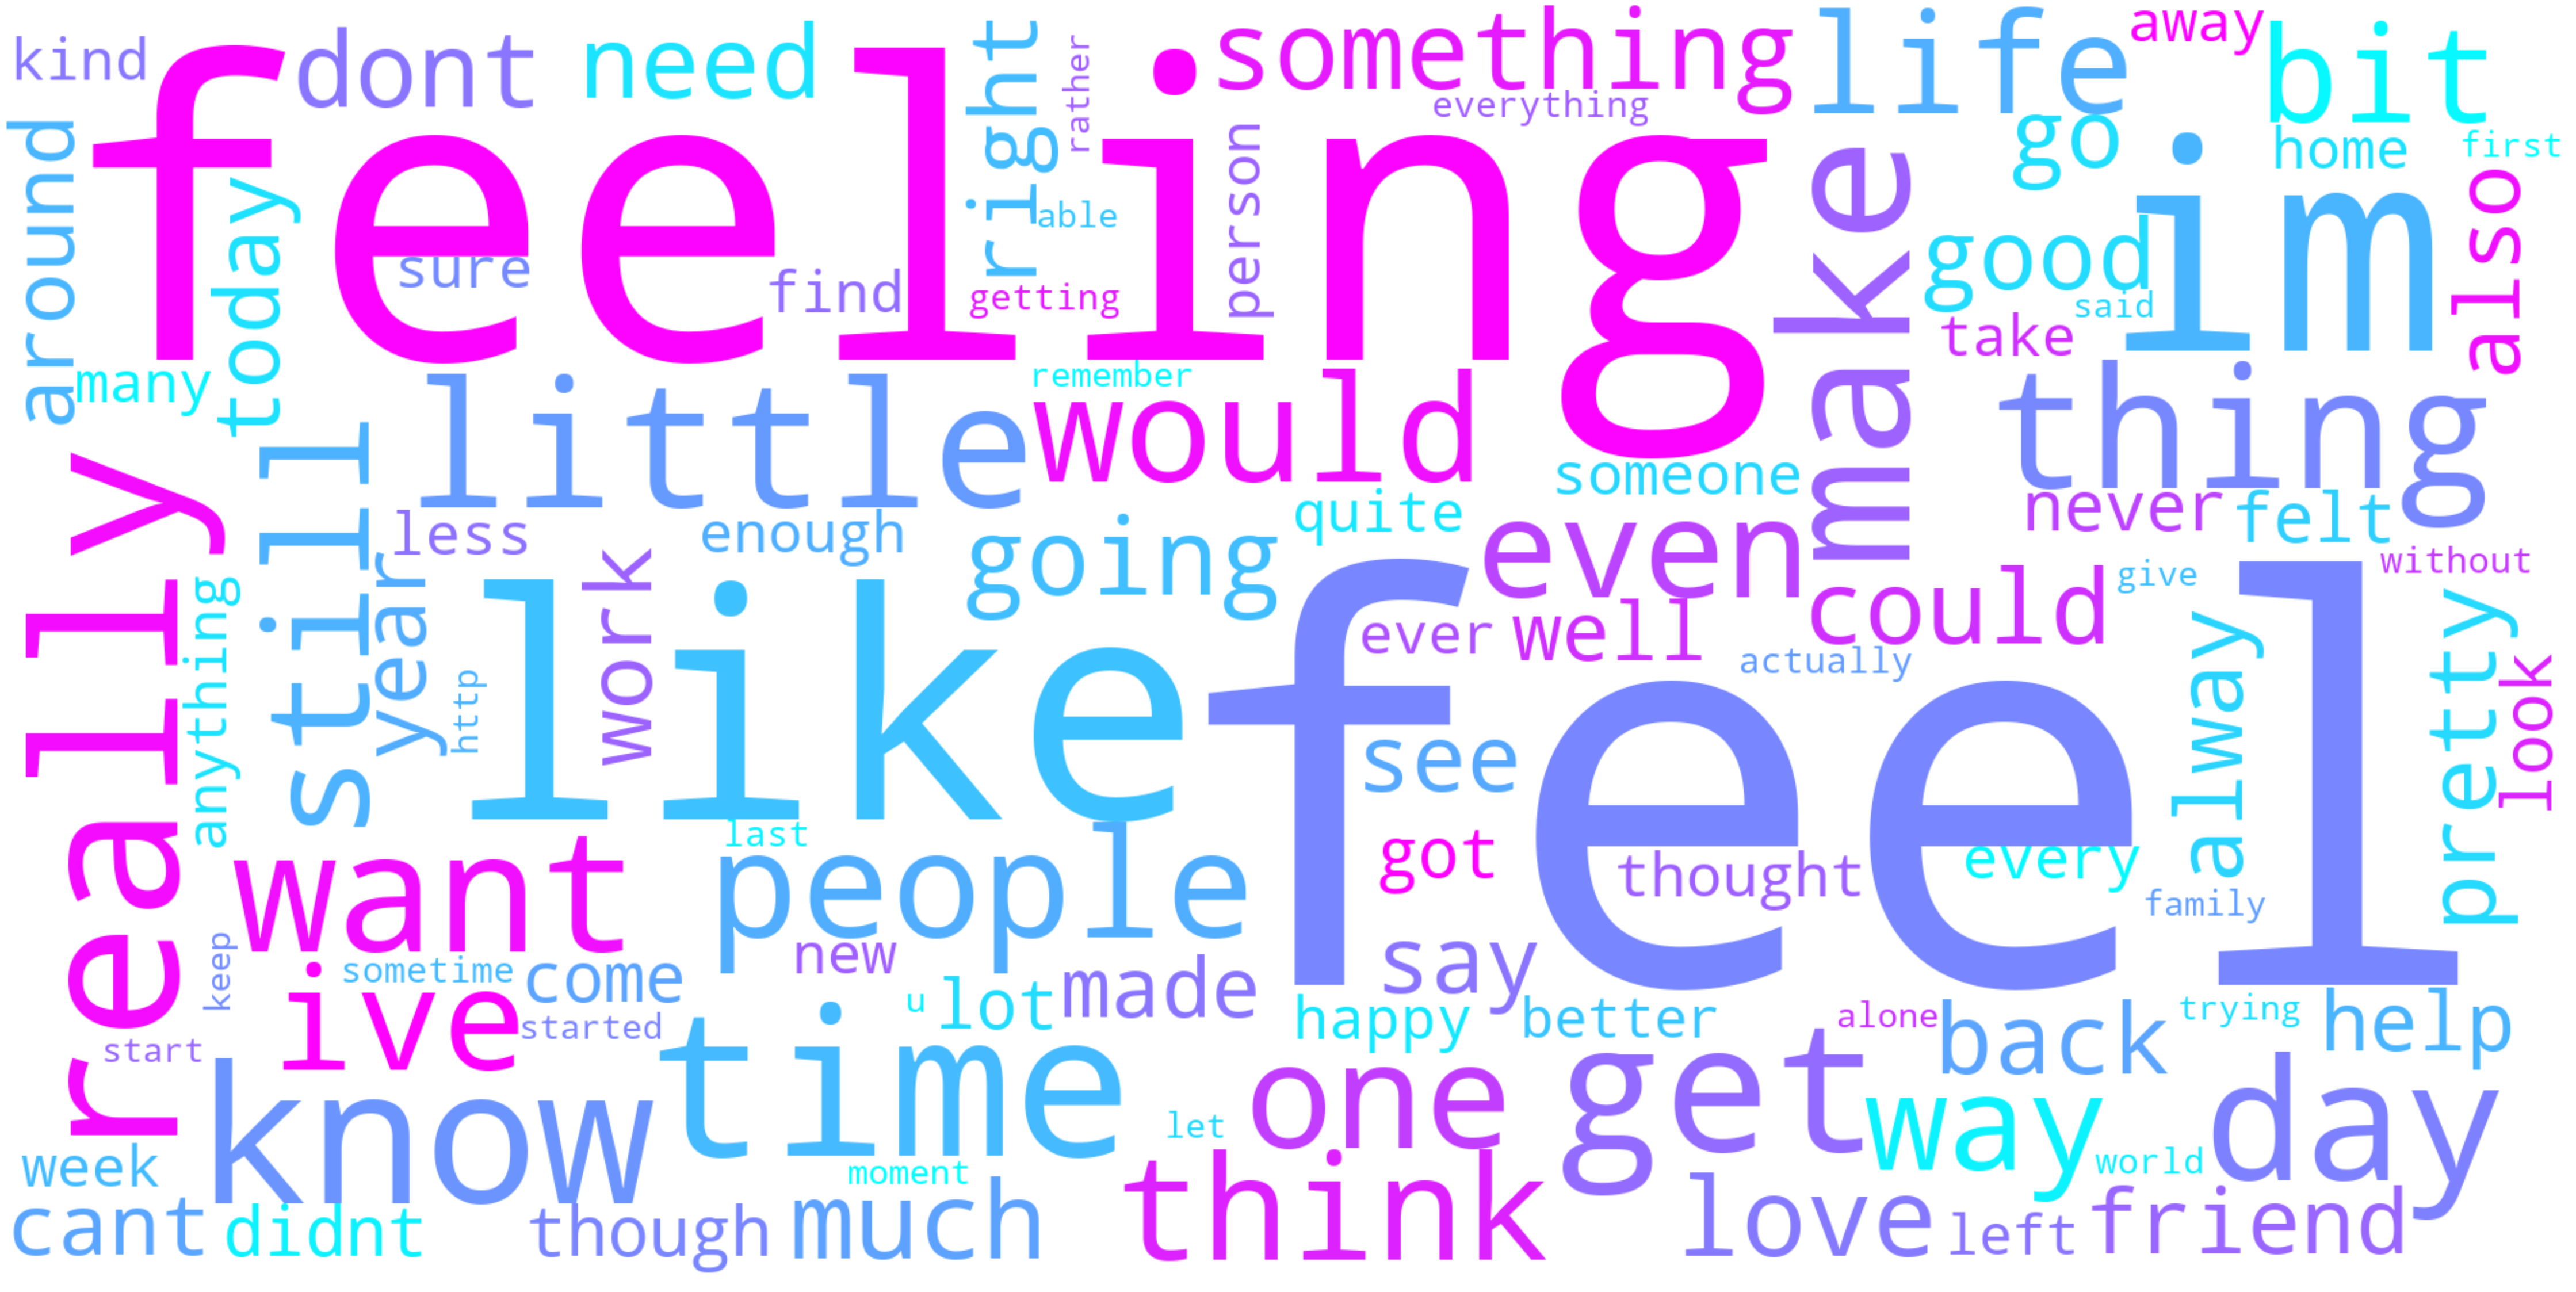 kind
feeling
dont
need
right
rather
something
everything
life
away
bit
go
home
first
around
today
sure
find
able
getting
person
make
good
im
said
take
also
many
little
remember
would
someone
thing
really
still
less
enough
going
quite
even
never
felt
without
anything
year
http
work
like
feel
ever
well
actually
could
give
alway
pretty
look
see
last
people
want
got
thought
every
family
keep
sometime
come
new
ive
started
start
u
lot
made
say
happy
better
alone
back
trying
help
know
time
one
get
way
day
let
world
week
moment
think
cant
didnt
though
much
love
left
friend